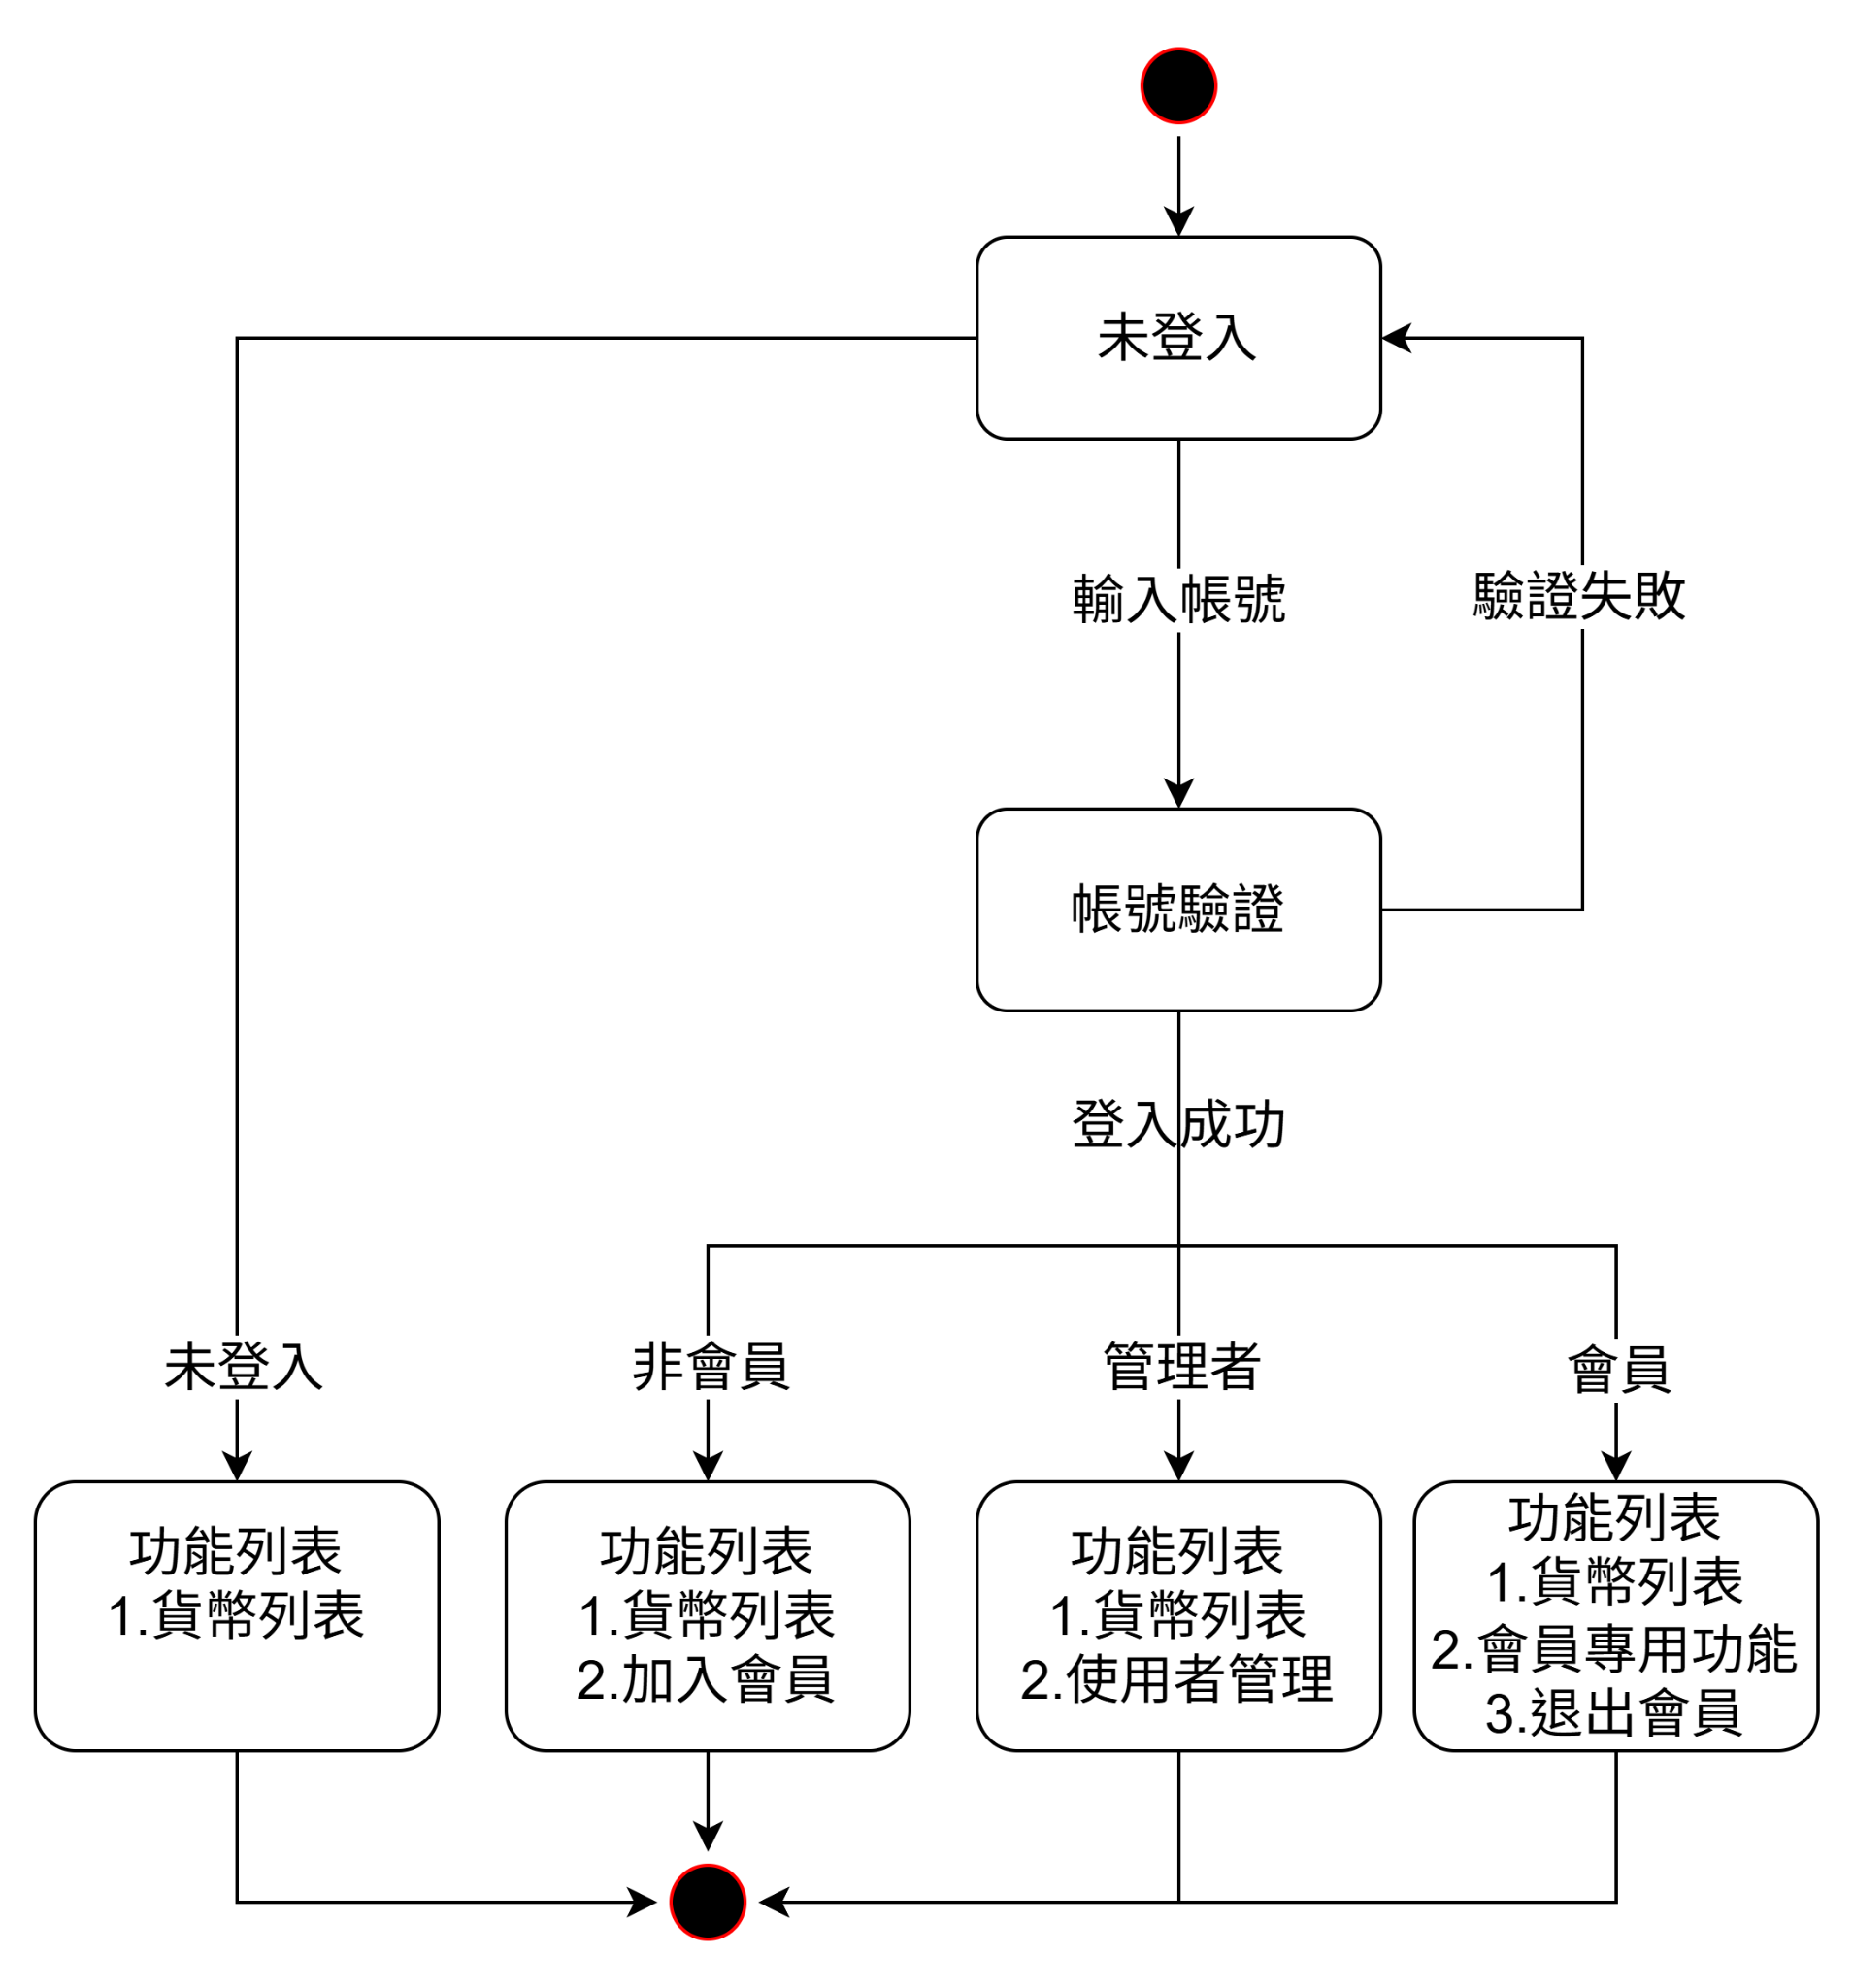 未登入
輸入帳號
驗證失敗
帳號驗證
登入成功
未登入
非會員
管理者
會員
功能列表
1.貨幣列表
功能列表
1.貨幣列表
2.加入會員
功能列表
1.貨幣列表
2.使用者管理
功能列表
1.貨幣列表
2.會員專用功能
3.退出會員